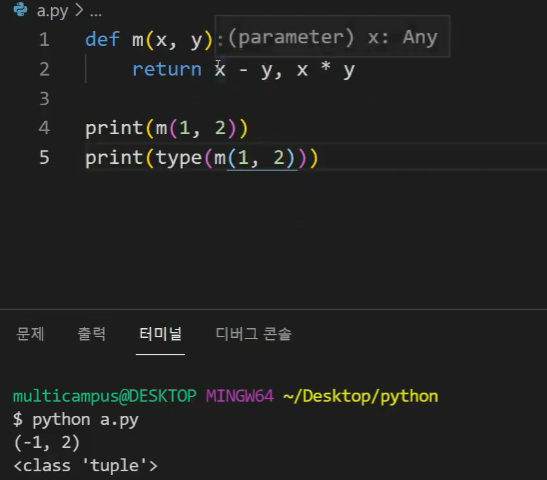 a.py > ...
1 def m(x, y): (parameter) x: Any
2 return x - y, x * y
3
4 print(m(1, 2))
5 print(type(m(1, 2)))
문제 출력 터미널 디버그 콘솔
multicampus@DESKTOP MINGW64 ~/Desktop/python
$ python a.py
(-1, 2)
<class 'tuple'>